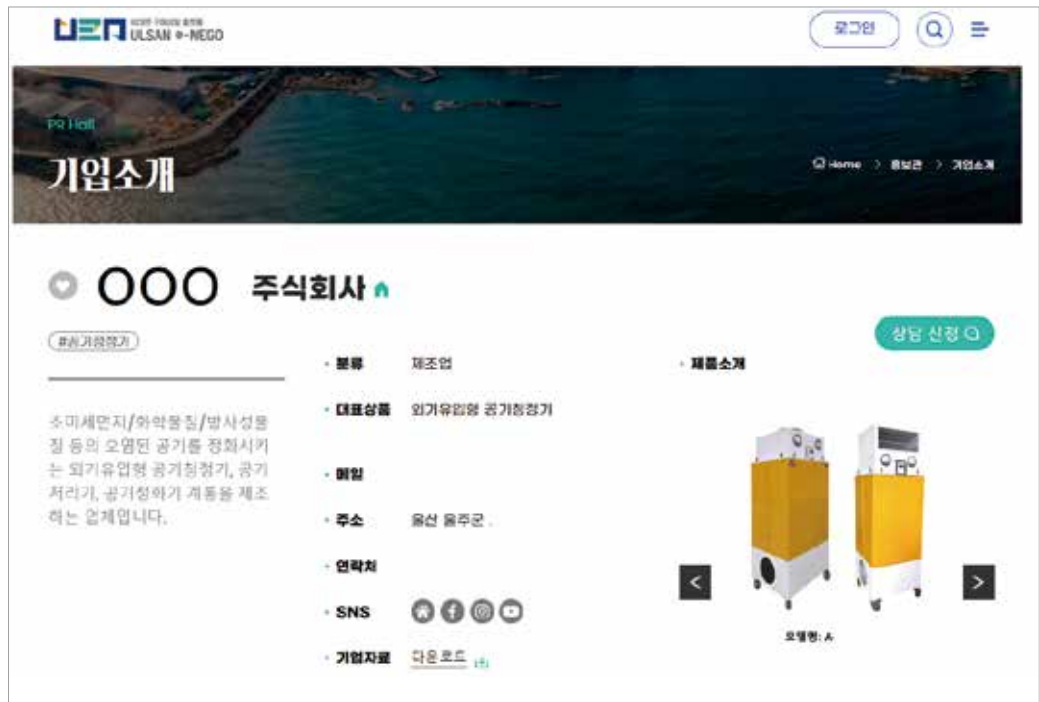 ULSAN e-NEGO
로그인
PR Hall
기업소개
Home > 홍보관 > 기업소개
OOO 주식회사
#공기청정기
상담 신청
초미세먼지/화학물질/방사성물
질 등의 오염된 공기를 정화시키
는 외기유입형 공기청정기, 공기
처리기, 공기정화기 계통을 제조
하는 업체입니다.
· 분류 제조업
· 대표상품 외기유입형 공기청정기
· 메일
· 주소 울산 울주군 .
· 연락처
· SNS
· 기업자료 다운로드
· 제품소개
< >
모델명: A